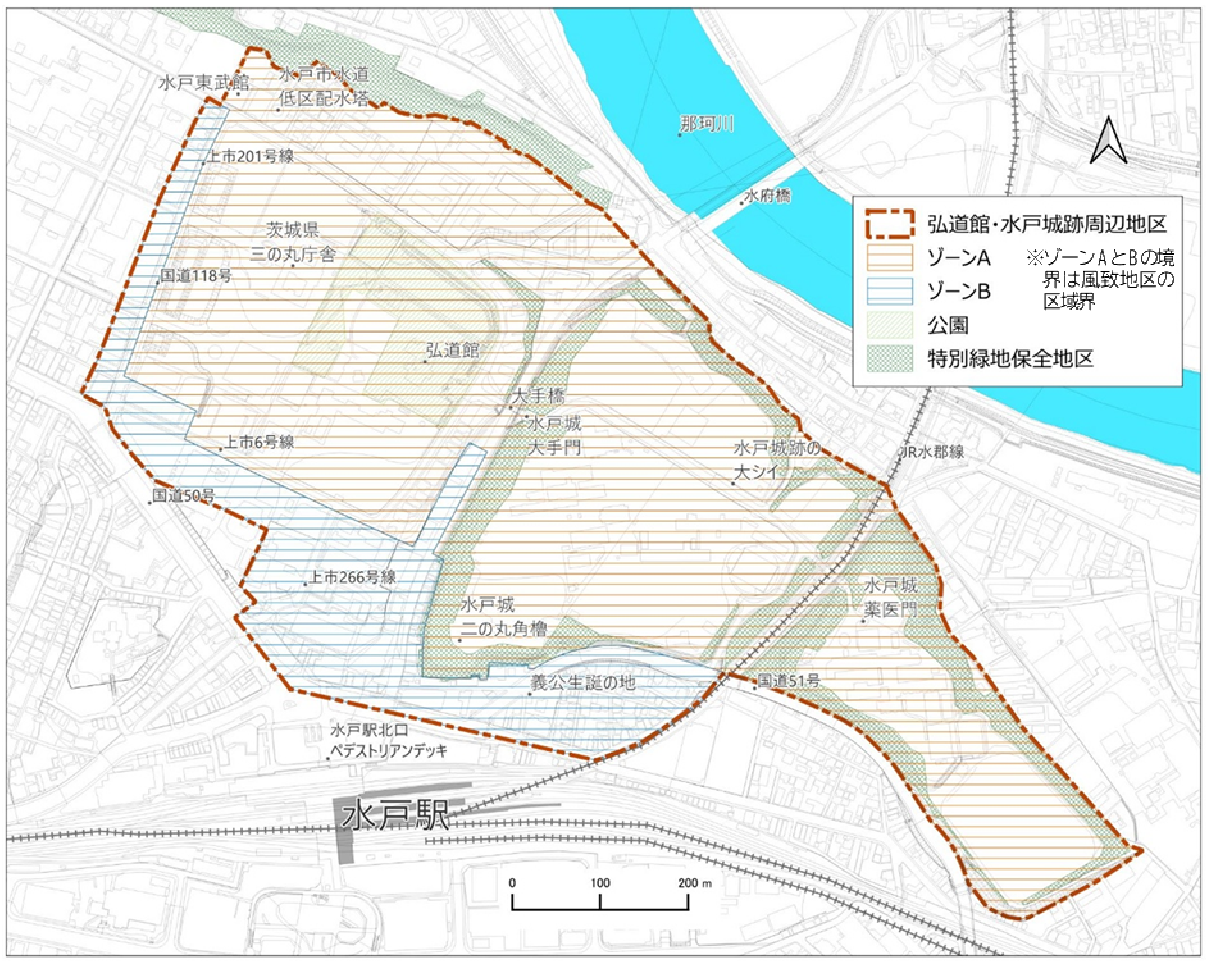 水戸東武館
水戸市水道
低区配水塔
上市201号線
那珂川
水府橋
茨城県
三の丸庁舎
国道118号
弘道館
大手橋
水戸城
大手門
水戸城跡の
大シイ
JR水郡線
上市6号線
国道50号
上市266号線
水戸城
二の丸角櫓
水戸城
薬医門
義公生誕の地
国道51号
水戸駅北口
ペデストリアンデッキ
水戸駅
0 100 200 m
弘道館・水戸城跡周辺地区
ゾーンA
ゾーンB
※ゾーンAとBの境
界は風致地区の
区域界
公園
特別緑地保全地区